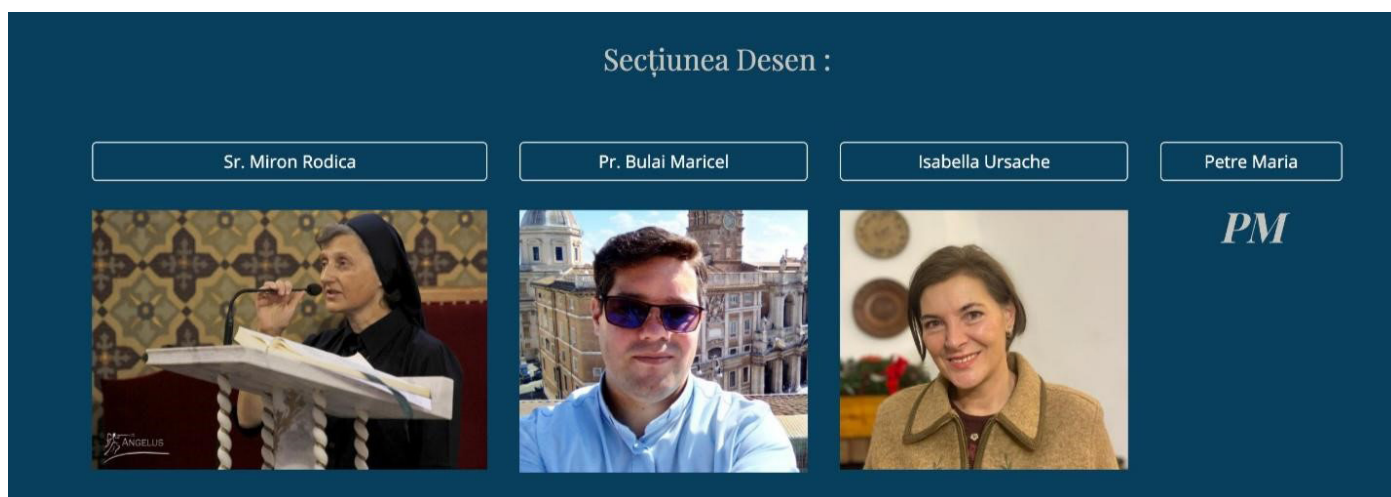 Secțiunea Desen :
Sr. Miron Rodica
Pr. Bulai Maricel
Isabella Ursache
Petre Maria
PM
ANGELUS